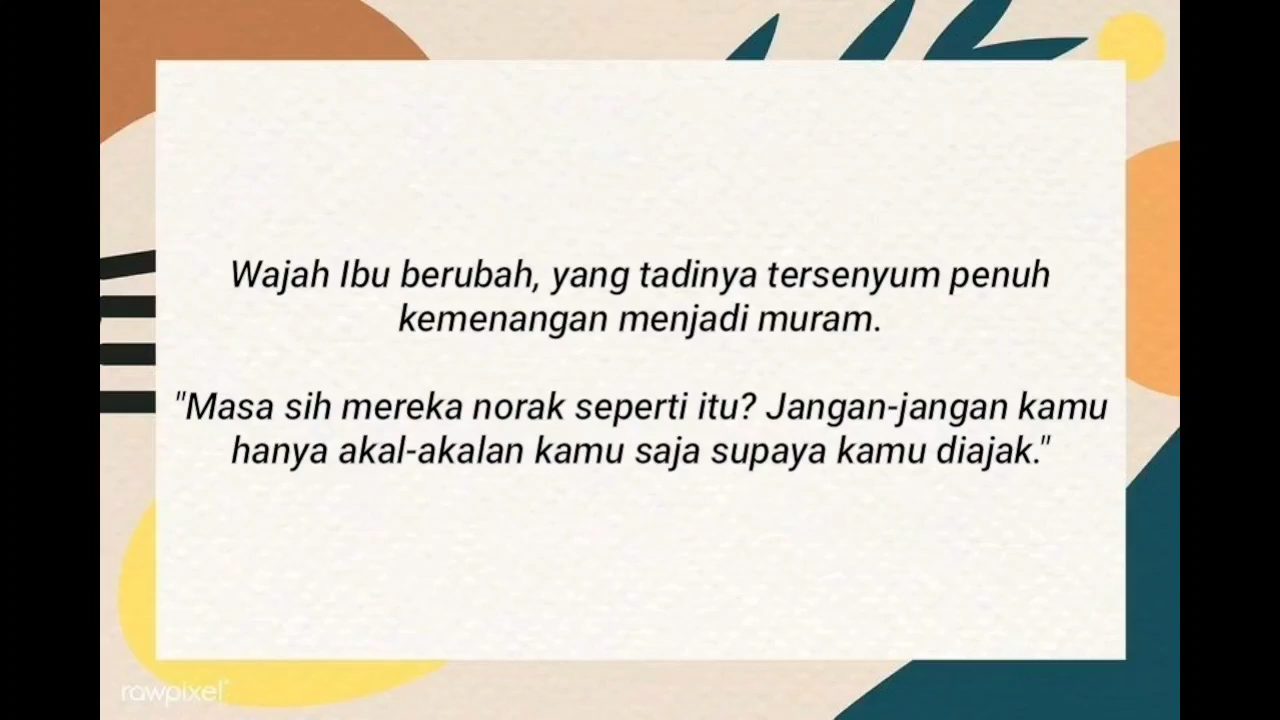 Wajah Ibu berubah, yang tadinya tersenyum penuh
kemenangan menjadi muram.
"Masa sih mereka norak seperti itu? Jangan-jangan kamu
hanya akal-akalan kamu saja supaya kamu diajak."
rawpixel